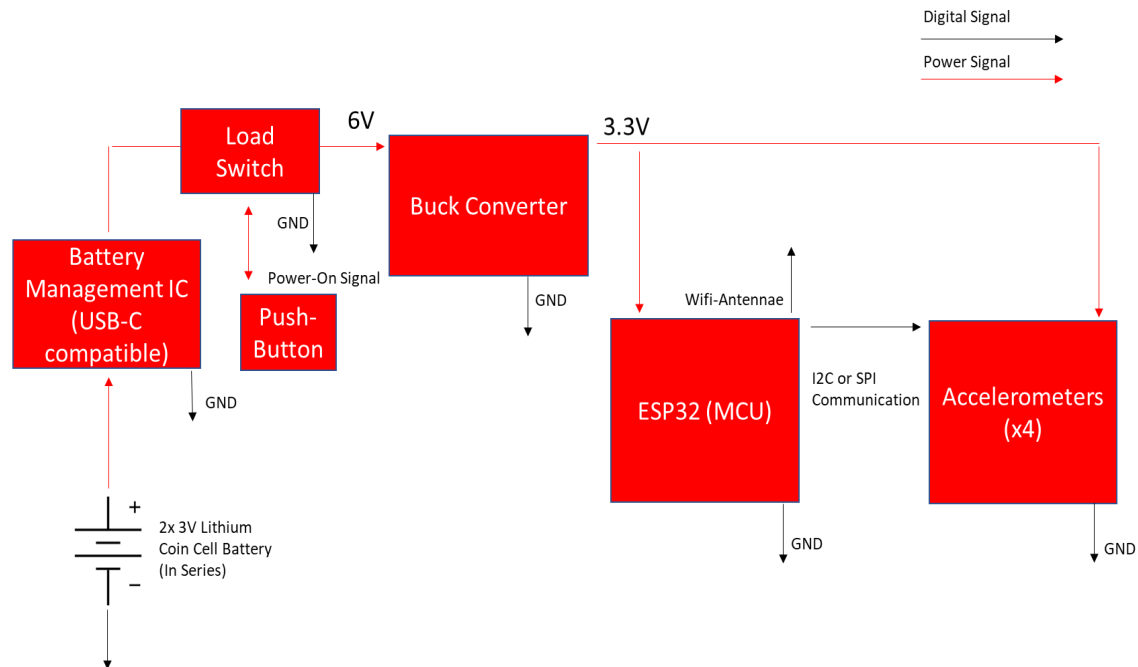 Digital Signal
Power Signal
Load
Switch
6V
Buck Converter
3.3V
GND
Battery
Management IC
(USB-C
compatible)
Power-On Signal
Push-
Button
GND
GND
Wifi-Antennae
ESP32 (MCU)
I2C or SPI
Communication
Accelerometers
(x4)
+
2x 3V Lithium
Coin Cell Battery
(In Series)
−
GND
GND